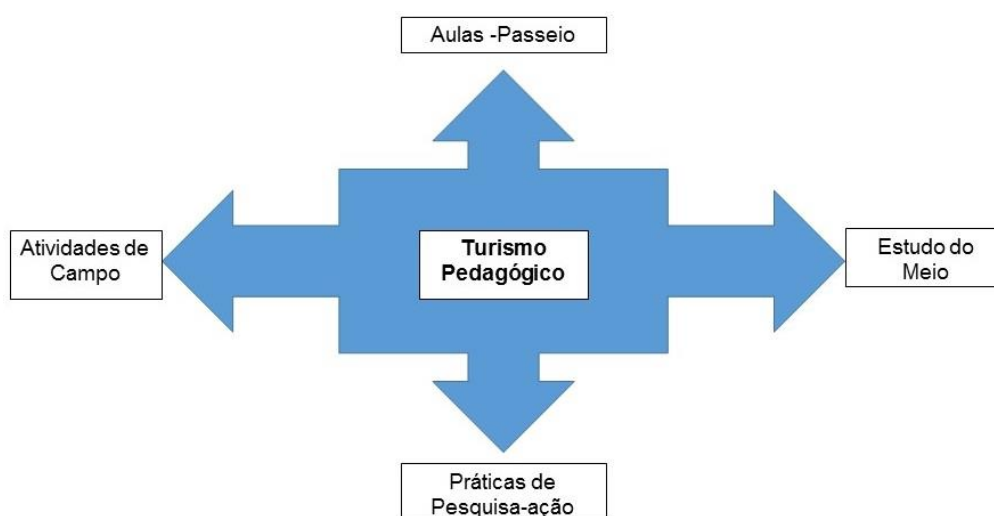 Aulas -Passeio
Atividades de
Campo
Turismo
Pedagógico
Estudo do
Meio
Práticas de
Pesquisa-ação